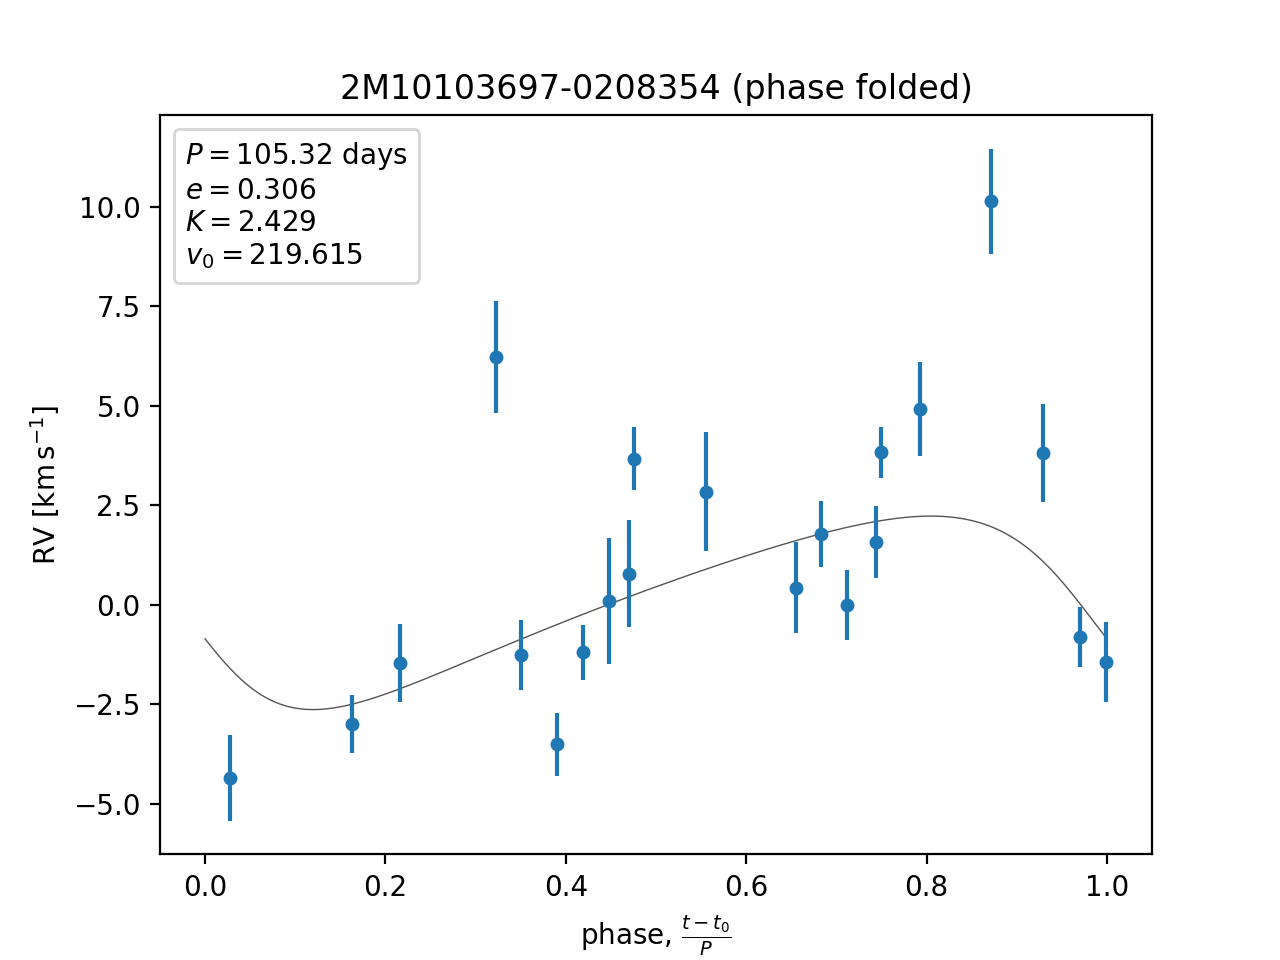 2M10103697-0208354 (phase folded)
P = 105.32 days
e = 0.306
K = 2.429
v₀ = 219.615
10.0
7.5
5.0
2.5
0.0
−2.5
−5.0
RV [km s⁻¹]
0.0 0.2 0.4 0.6 0.8 1.0
phase, (t − t₀)/P